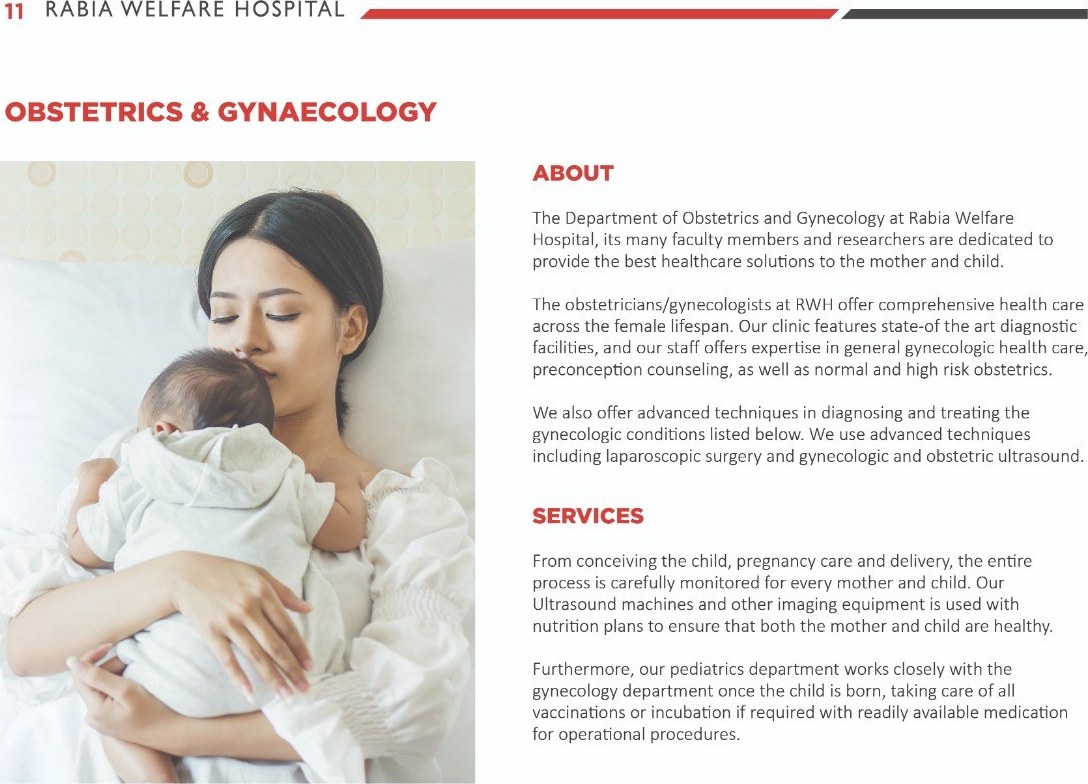 11 RABIA WELFARE HOSPITAL
OBSTETRICS & GYNAECOLOGY
ABOUT
The Department of Obstetrics and Gynecology at Rabia Welfare
Hospital, its many faculty members and researchers are dedicated to
provide the best healthcare solutions to the mother and child.
The obstetricians/gynecologists at RWH offer comprehensive health care
across the female lifespan. Our clinic features state-of the art diagnostic
facilities, and our staff offers expertise in general gynecologic health care,
preconception counseling, as well as normal and high risk obstetrics.
We also offer advanced techniques in diagnosing and treating the
gynecologic conditions listed below. We use advanced techniques
including laparoscopic surgery and gynecologic and obstetric ultrasound.
SERVICES
From conceiving the child, pregnancy care and delivery, the entire
process is carefully monitored for every mother and child. Our
Ultrasound machines and other imaging equipment is used with
nutrition plans to ensure that both the mother and child are healthy.
Furthermore, our pediatrics department works closely with the
gynecology department once the child is born, taking care of all
vaccinations or incubation if required with readily available medication
for operational procedures.